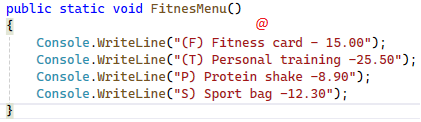 public static void FitnesMenu()
@
{
Console.WriteLine("(F) Fitness card - 15.00");
Console.WriteLine("(T) Personal training -25.50");
Console.WriteLine("P) Protein shake -8.90");
Console.WriteLine("S) Sport bag -12.30");
}